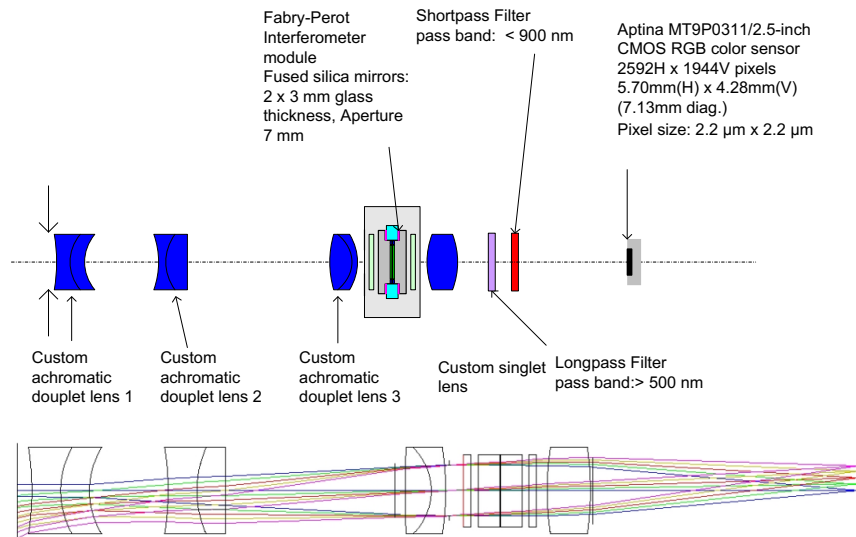 Fabry-Perot
Interferometer
module
Fused silica mirrors:
2 x 3 mm glass
thickness, Aperture
7 mm
Shortpass Filter
pass band: < 900 nm
Aptina MT9P0311/2.5-inch
CMOS RGB color sensor
2592H x 1944V pixels
5.70mm(H) x 4.28mm(V)
(7.13mm diag.)
Pixel size: 2.2 µm x 2.2 µm
Custom
achromatic
douplet lens 1
Custom
achromatic
douplet lens 2
Custom
achromatic
douplet lens 3
Custom singlet
lens
Longpass Filter
pass band:> 500 nm